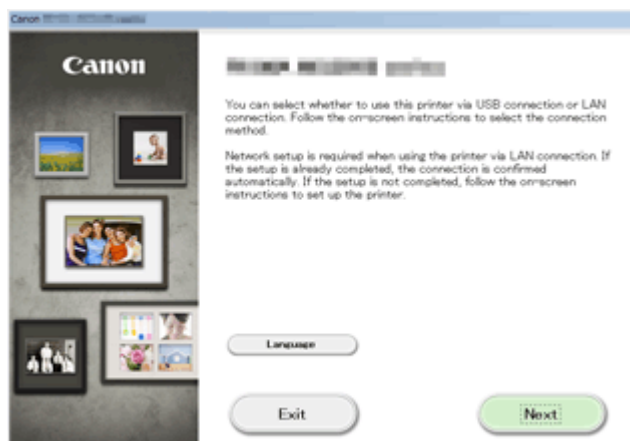 Canon
Canon
You can select whether to use this printer via USB connection or LAN
connection. Follow the on-screen instructions to select the connection
method.
Network setup is required when using the printer via LAN connection. If
the setup is already completed, the connection is confirmed
automatically. If the setup is not completed, follow the on-screen
instructions to set up the printer.
Language
Exit
Next